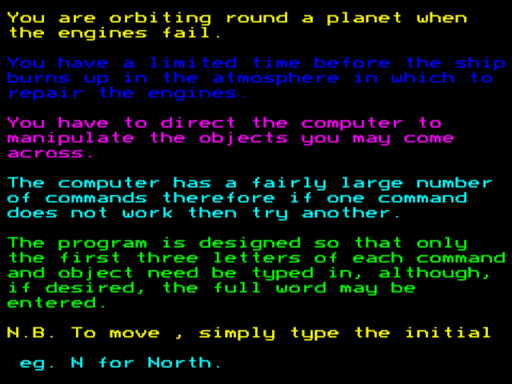 You are orbiting round a planet when
the engines fail.
You have a limited time before the ship
burns up in the atmosphere in which to
repair the engines.
You have to direct the computer to
manipulate the objects you may come
across.
The computer has a fairly large number
of commands therefore if one command
does not work then try another.
The program is designed so that only
the first three letters of each command
and object need be typed in, although,
if desired, the full word may be
entered.
N.B. To move , simply type the initial
eg. N for North.